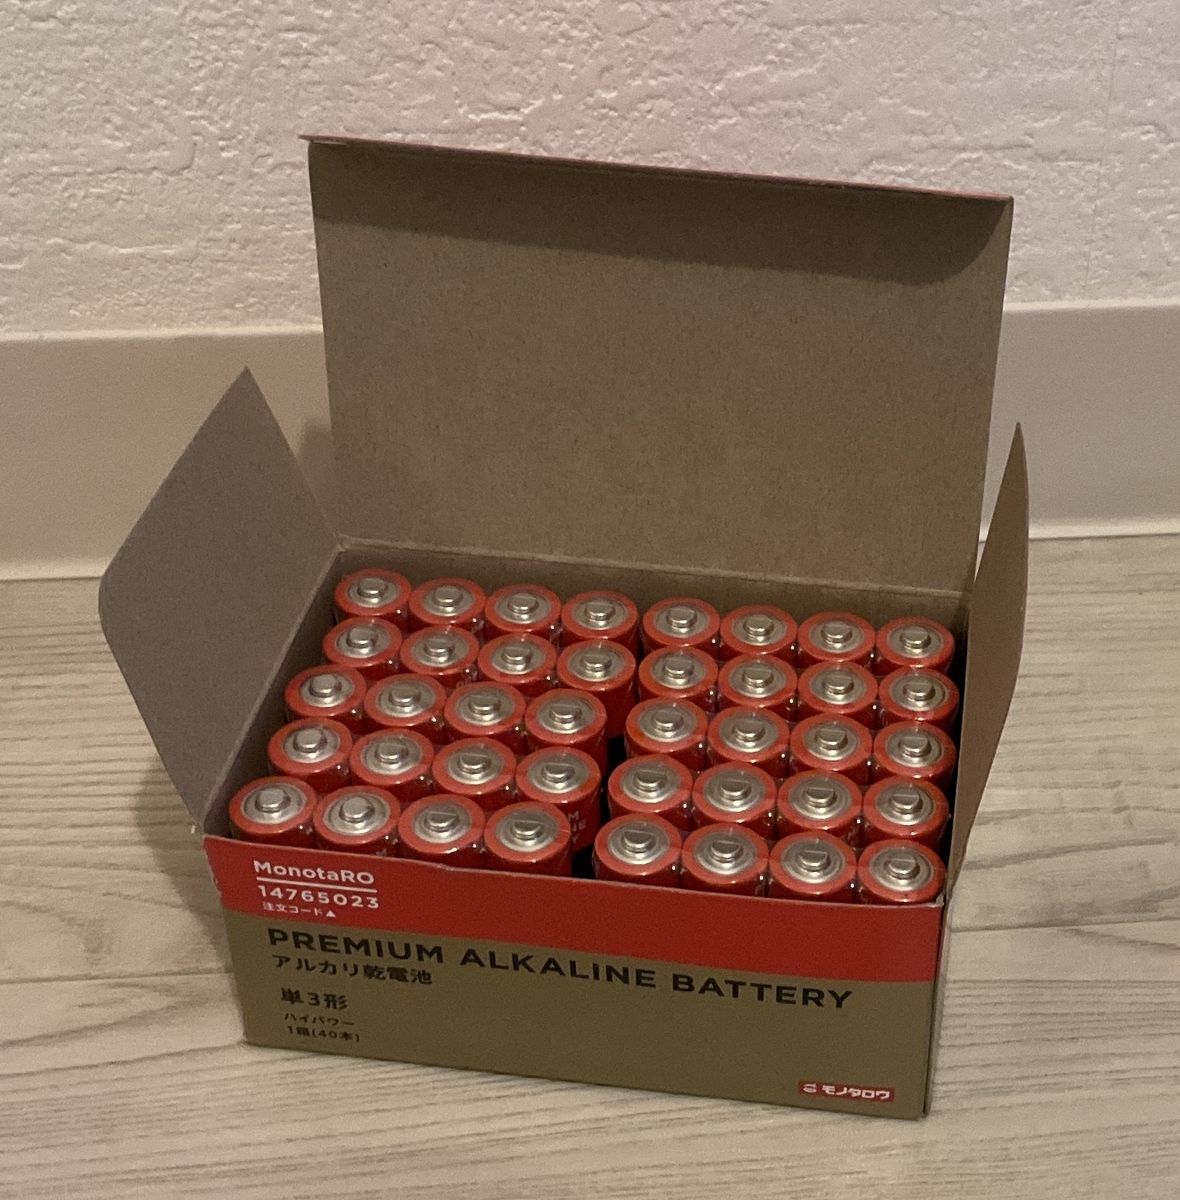 MonotaRO
14765023
注文コード▲
PREMIUM ALKALINE BATTERY
アルカリ乾電池
単3形
ハイパワー
1箱(40本)
モノタロウ